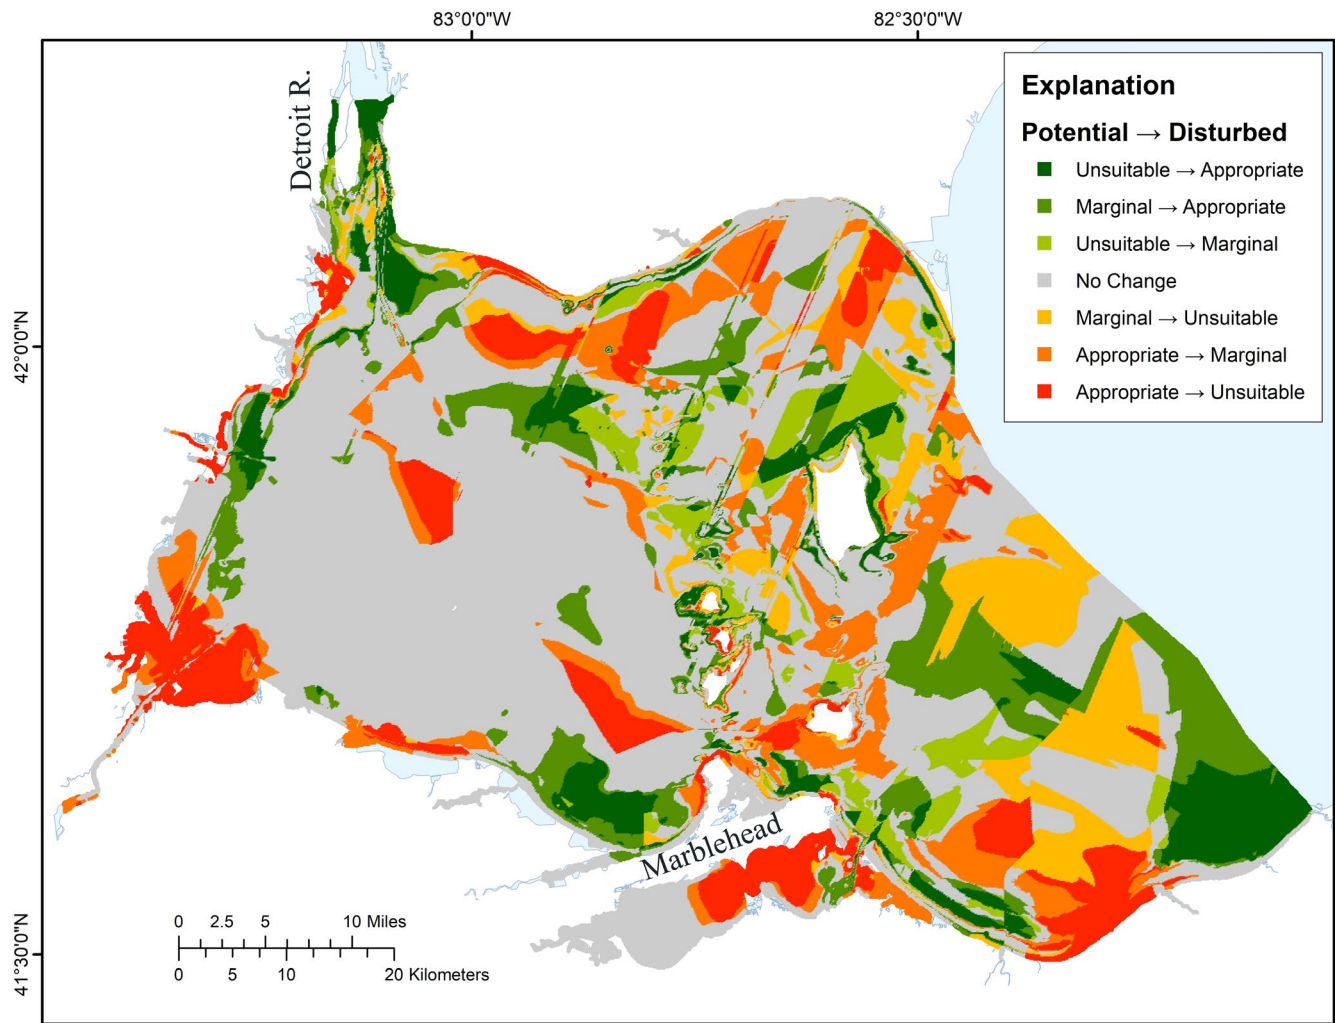 83°0'0"W
82°30'0"W
Detroit R.
Explanation
Potential → Disturbed
Unsuitable → Appropriate
Marginal → Appropriate
Unsuitable → Marginal
No Change
Marginal → Unsuitable
Appropriate → Marginal
Appropriate → Unsuitable
42°0'0"N
Marblehead
0 2.5 5 10 Miles
0 5 10 20 Kilometers
41°30'0"N